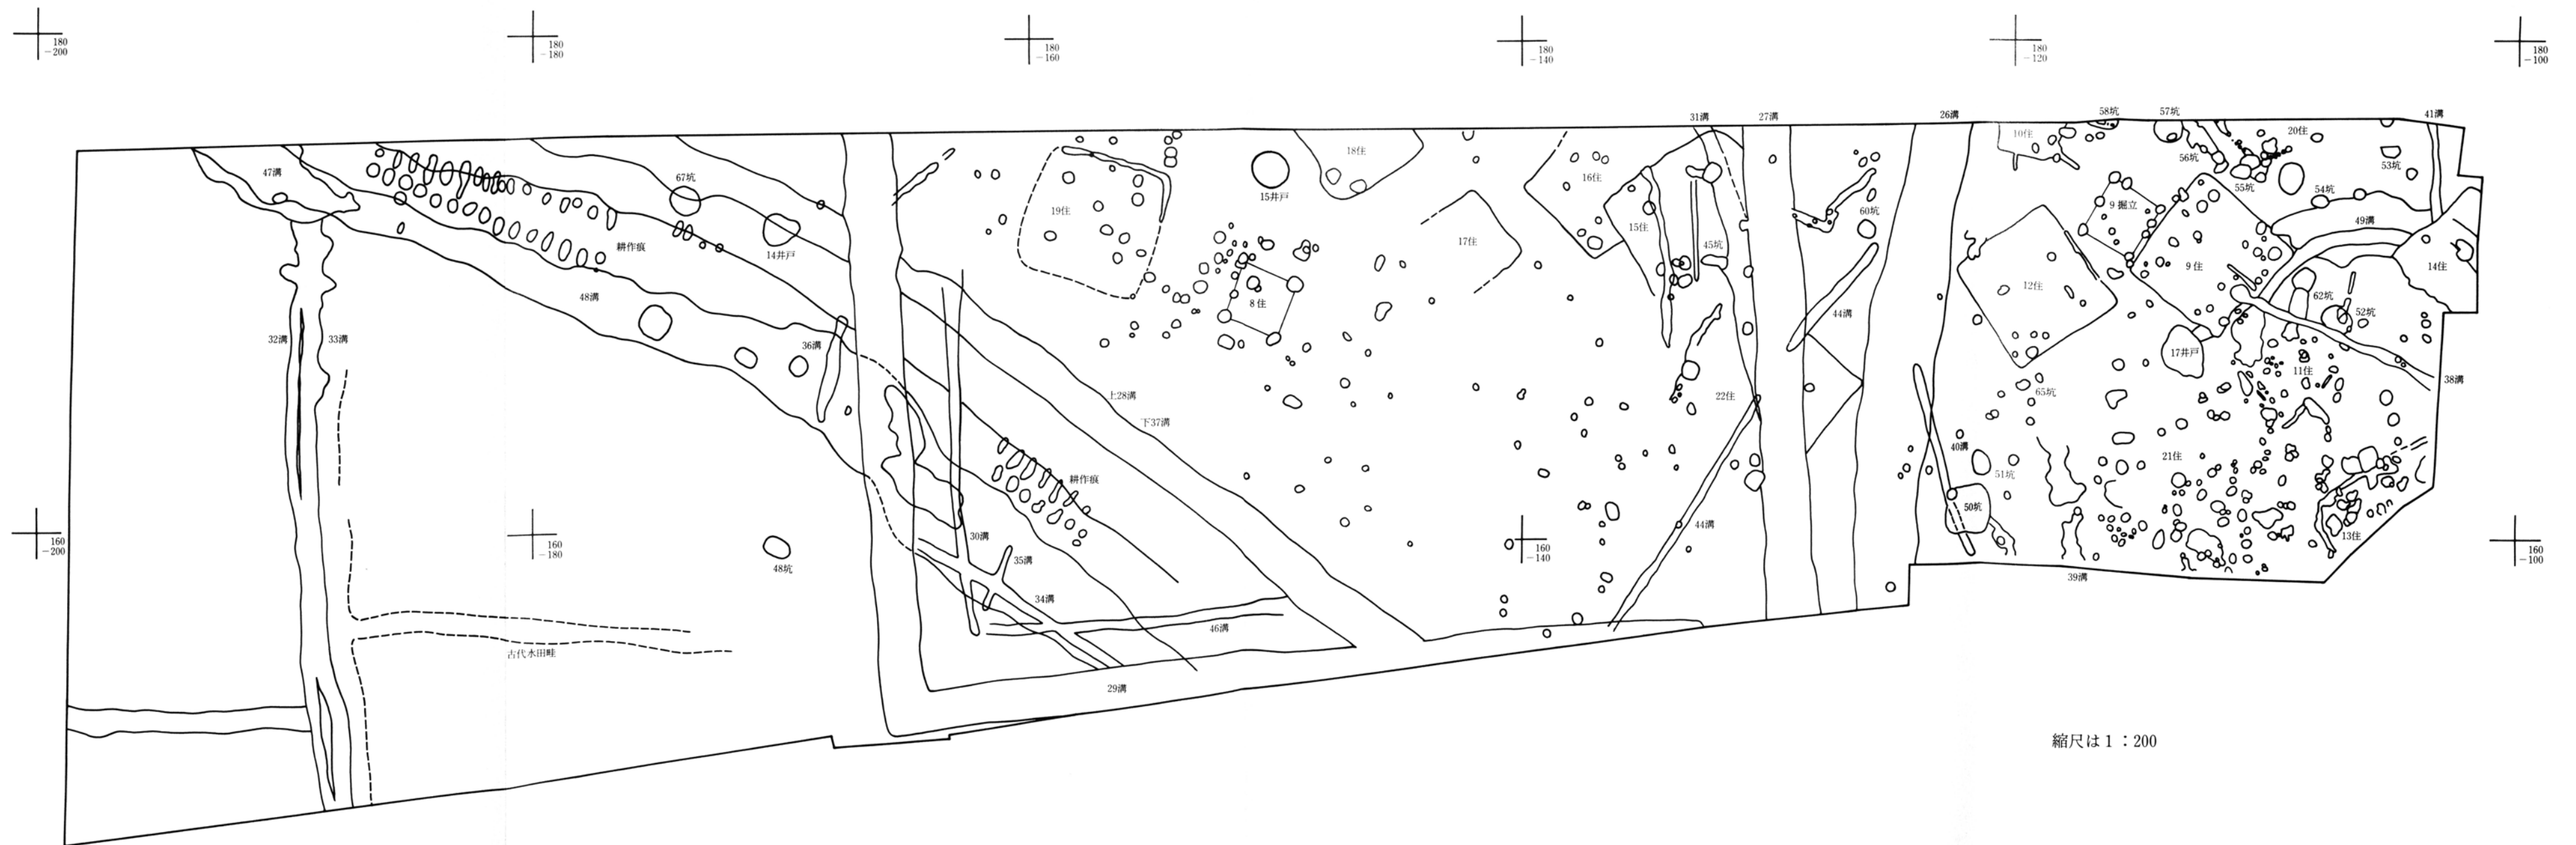 180
-200
180
-180
180
-160
180
-140
180
-120
180
-100
31溝
27溝
26溝
58坑
57坑
41溝
10住
20住
47溝
67坑
18住
16住
56坑
53坑
15井戸
55坑
54坑
60坑
9掘立
49溝
19住
15住
17住
45坑
耕作痕
14井戸
9住
14住
12住
48溝
8住
62坑
44溝
52坑
32溝
33溝
36溝
17井戸
11住
38溝
上28溝
22住
65坑
下37溝
40溝
21住
51坑
耕作痕
50坑
44溝
13住
160
-200
160
-180
30溝
160
-140
160
-100
35溝
48坑
39溝
34溝
46溝
古代水田畦
29溝
縮尺は1:200